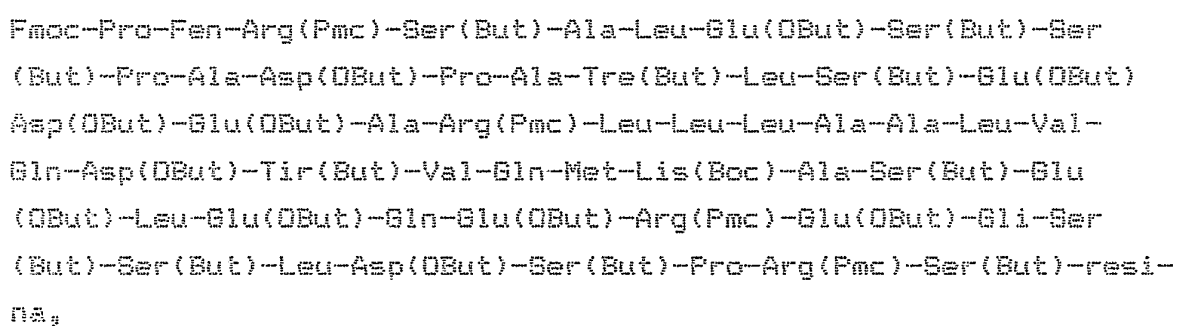 Fmoc-Pro-Fen-Arg(Pmc)-Ser(But)-Ala-Leu-Glu(OBut)-Ser(But)-Ser
(But)-Pro-Ala-Asp(OBut)-Pro-Ala-Tre(But)-Leu-Ser(But)-Glu(OBut)
Asp(OBut)-Glu(OBut)-Ala-Arg(Pmc)-Leu-Leu-Leu-Ala-Ala-Leu-Val-
Gln-Asp(OBut)-Tir(But)-Val-Gln-Met-Lis(Boc)-Ala-Ser(But)-Glu
(OBut)-Leu-Glu(OBut)-Gln-Glu(OBut)-Arg(Pmc)-Glu(OBut)-Gli-Ser
(But)-Ser(But)-Leu-Asp(OBut)-Ser(But)-Pro-Arg(Pmc)-Ser(But)-resi-
na,